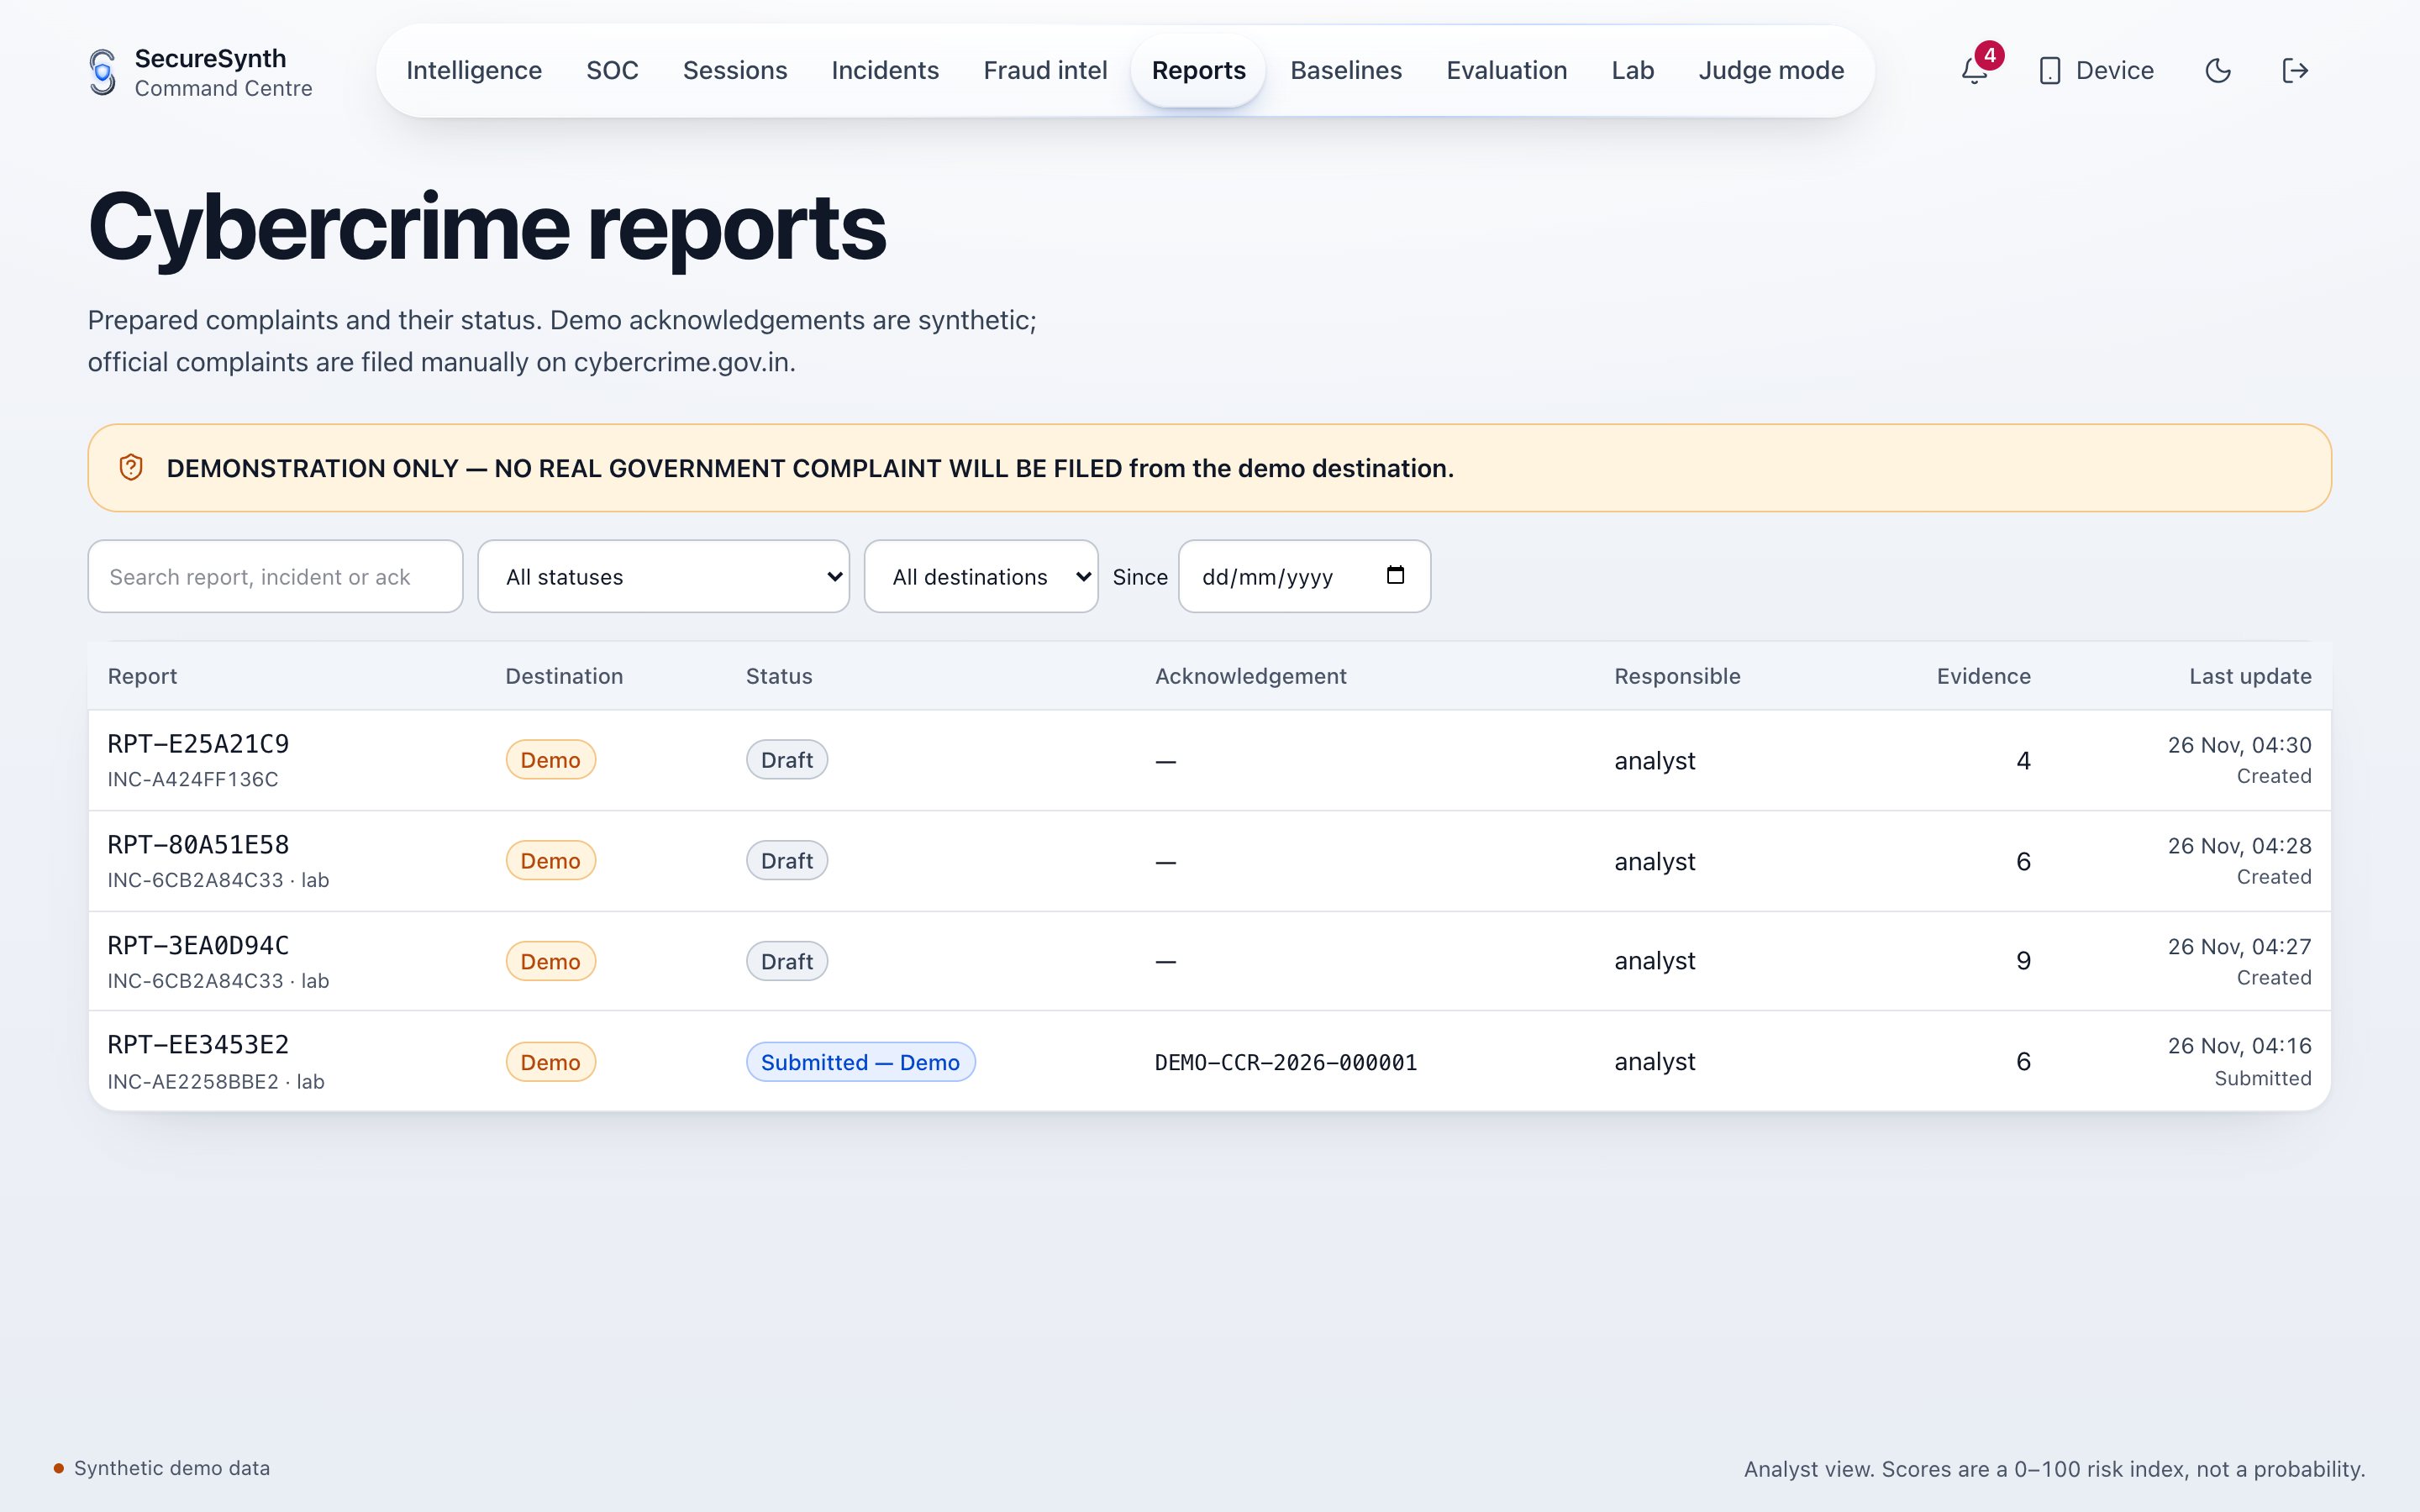 SecureSynth
Command Centre
Intelligence SOC Sessions Incidents Fraud intel Reports Baselines Evaluation Lab Judge mode
4
Device
Cybercrime reports
Prepared complaints and their status. Demo acknowledgements are synthetic;
official complaints are filed manually on cybercrime.gov.in.
DEMONSTRATION ONLY — NO REAL GOVERNMENT COMPLAINT WILL BE FILED from the demo destination.
Search report, incident or ack All statuses All destinations Since dd/mm/yyyy
Report Destination Status Acknowledgement Responsible Evidence Last update
RPT-E25A21C9 Demo Draft — analyst 4 26 Nov, 04:30
INC-A424FF136C Created
RPT-80A51E58 Demo Draft — analyst 6 26 Nov, 04:28
INC-6CB2A84C33 · lab Created
RPT-3EA0D94C Demo Draft — analyst 9 26 Nov, 04:27
INC-6CB2A84C33 · lab Created
RPT-EE3453E2 Demo Submitted — Demo DEMO-CCR-2026-000001 analyst 6 26 Nov, 04:16
INC-AE2258BBE2 · lab Submitted
Synthetic demo data
Analyst view. Scores are a 0–100 risk index, not a probability.